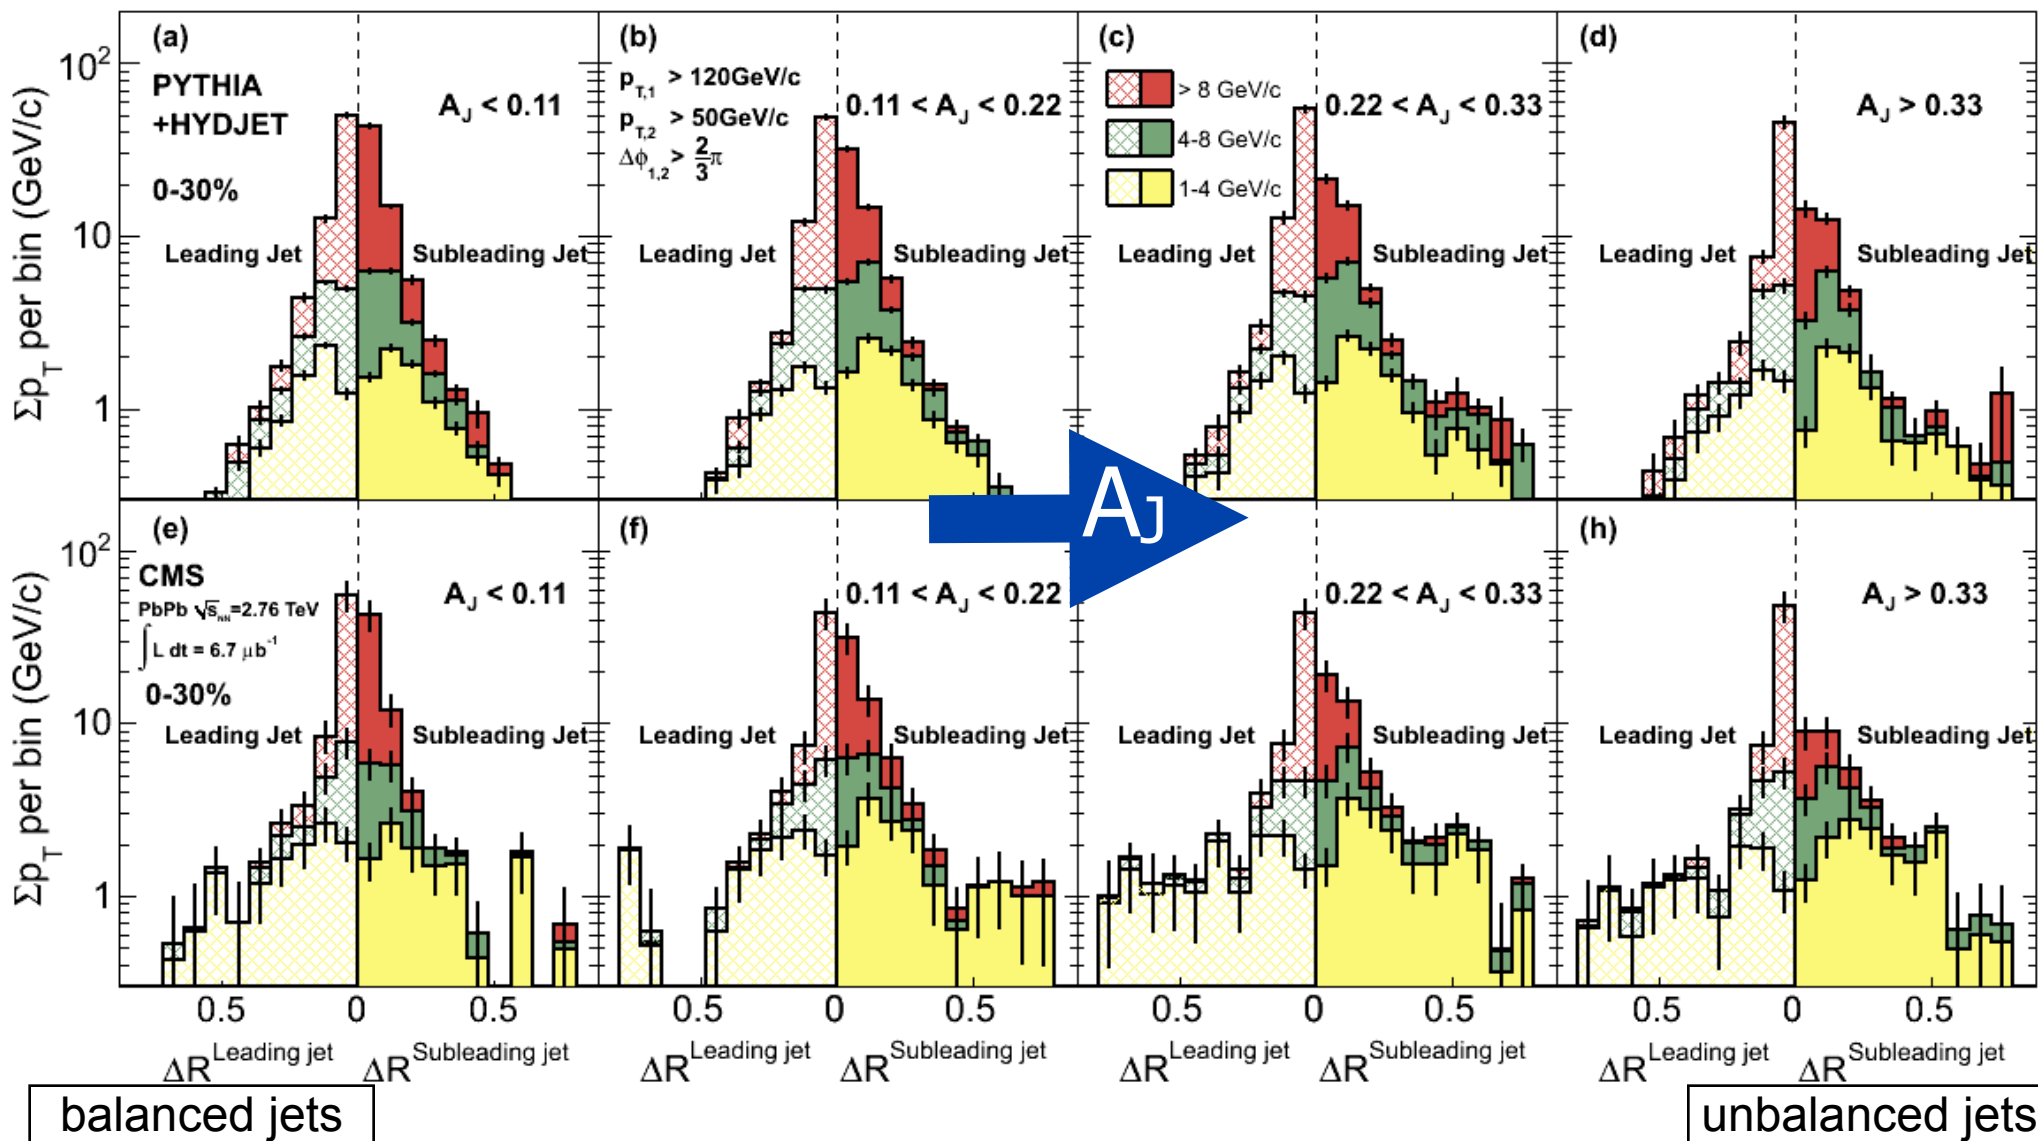 (a)
PYTHIA
+HYDJET
0-30%
A_J < 0.11
Leading Jet
Subleading Jet
(b)
p_T,1 > 120GeV/c
p_T,2 > 50GeV/c
Δϕ_1,2 > 2/3 π
0.11 < A_J < 0.22
Leading Jet
Subleading Jet
(c)
> 8 GeV/c
4-8 GeV/c
1-4 GeV/c
0.22 < A_J < 0.33
Leading Jet
Subleading Jet
(d)
A_J > 0.33
Leading Jet
Subleading Jet
Σp_T per bin (GeV/c)
10^2
10
1
A_J
(e)
CMS
PbPb √s_NN=2.76 TeV
∫ L dt = 6.7 μb^-1
0-30%
A_J < 0.11
Leading Jet
Subleading Jet
(f)
0.11 < A_J < 0.22
Leading Jet
Subleading Jet
0.22 < A_J < 0.33
Leading Jet
Subleading Jet
(h)
A_J > 0.33
Leading Jet
Subleading Jet
Σp_T per bin (GeV/c)
10^2
10
1
0.5 0 0.5
0.5 0 0.5
0.5 0 0.5
0.5 0 0.5
ΔR^Leading jet ΔR^Subleading jet
ΔR^Leading jet ΔR^Subleading jet
ΔR^Leading jet ΔR^Subleading jet
ΔR^Leading jet ΔR^Subleading jet
balanced jets
unbalanced jets